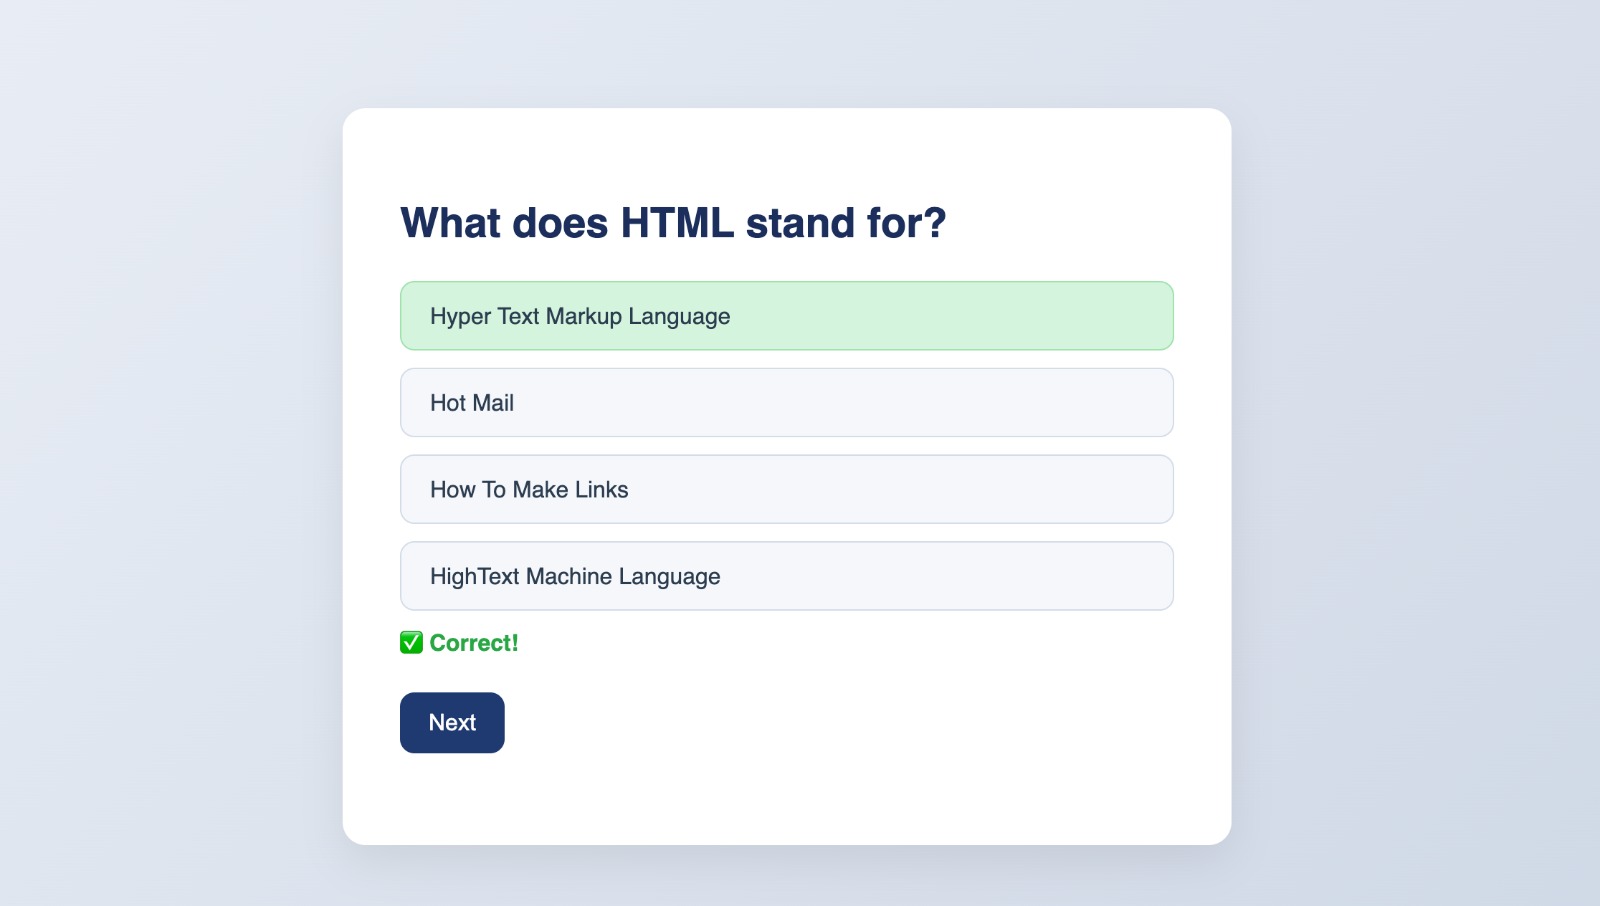 What does HTML stand for?
Hyper Text Markup Language
Hot Mail
How To Make Links
HighText Machine Language
✅ Correct!
Next